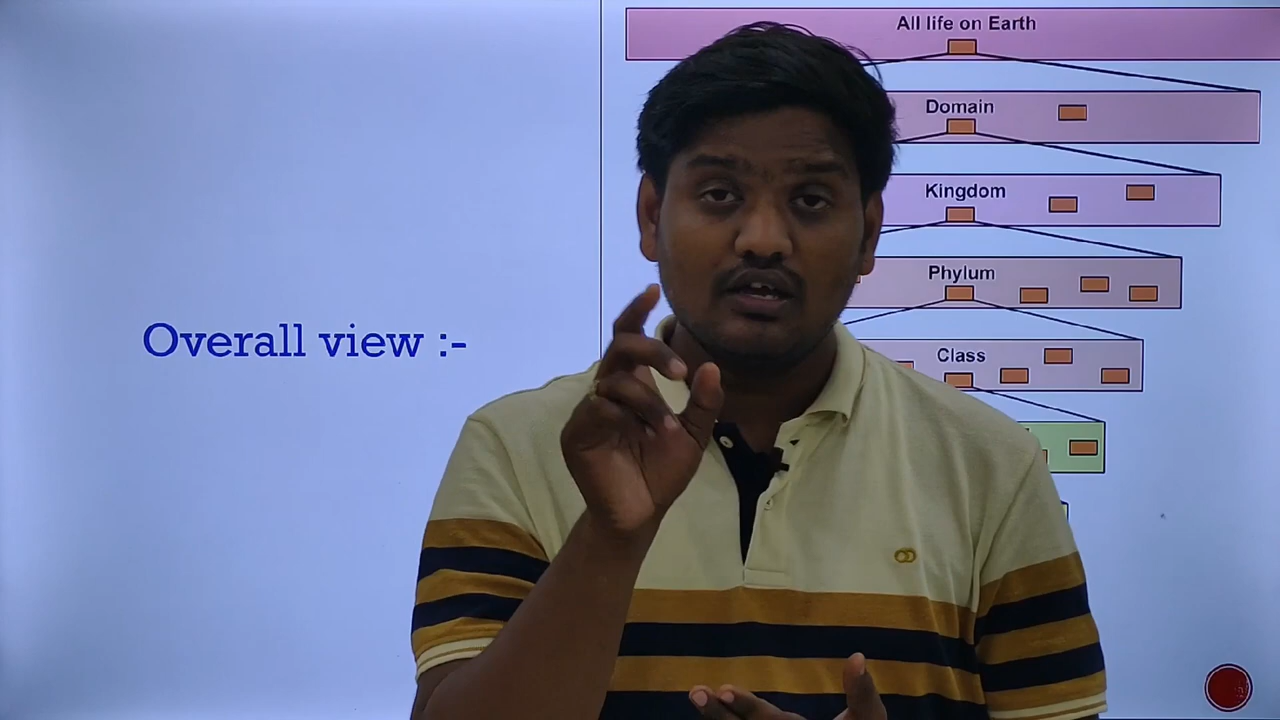 All life on Earth
Domain
Kingdom
Phylum
Class
Overall view :-